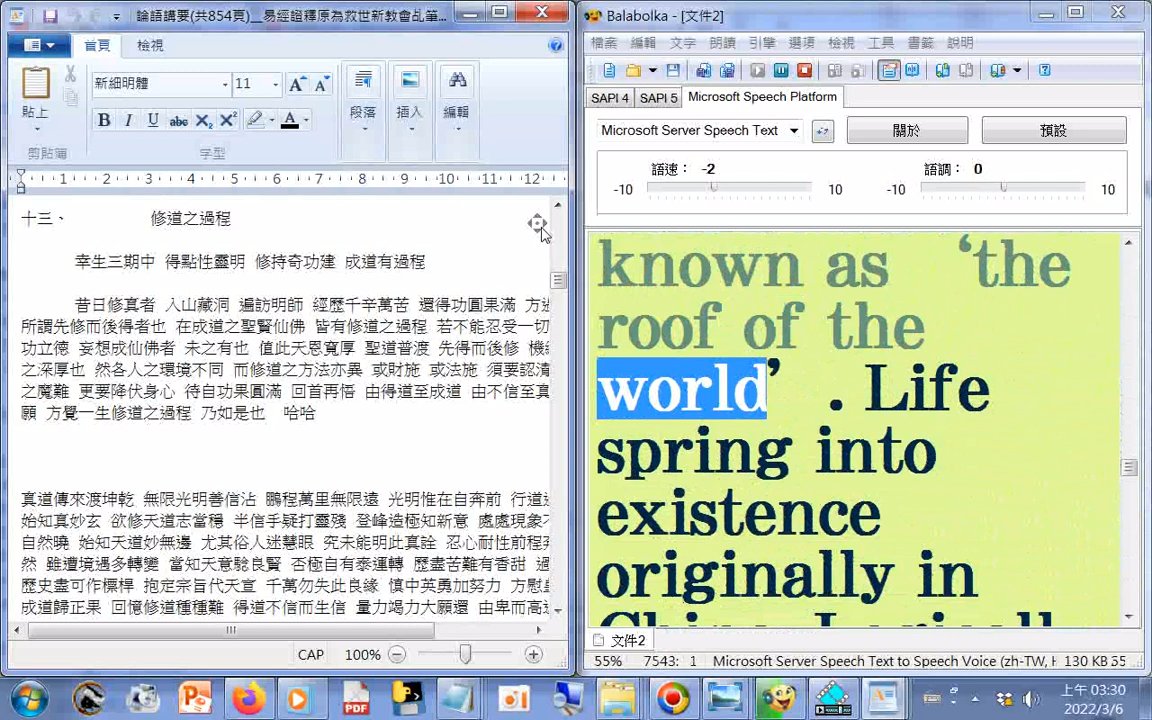 論語講要(共854頁)__易經證釋原為救世新教會乩筆...
首頁 檢視
新細明體 11
貼上
剪貼簿
字型
段落
插入
編輯
1 2 3 4 5 6 7 8 9 10 11 12
十三、 修道之過程
幸生三期中 得點性靈明 修持奇功建 成道有過程
昔日修真者 入山藏洞 遍訪明師 經歷千辛萬苦 還得功圓果滿 方
所謂先修而後得者也 在成道之聖賢仙佛 皆有修道之過程 若不能忍受一切
功立德 妄想成仙佛者 未之有也 值此天恩寬厚 聖道普渡 先得而後修 機
之深厚也 然各人之環境不同 而修道之方法亦異 或財施 或法施 須要認清
之魔難 更要降伏身心 待自功果圓滿 回首再悟 由得道至成道 由不信至真
願 方覺一生修道之過程 乃如是也 哈哈
真道傳來渡坤乾 無限光明善信沾 鵬程萬里無限遠 光明惟在自奔前 行道
始知真妙玄 欲修天道志當穩 半信半疑打靈殘 登峰造極知新意 處處現象
自然曉 始知天道妙無邊 尤其俗人迷慧眼 究未能明此真詮 忍心耐性前程
然 雖遭境遇多轉變 當知天意毖良賢 否極自有泰運轉 歷盡苦難有香甜
歷史盡可作標桿 抱定宗旨代天宣 千萬勿失此良緣 慎中英勇加努力 方慰
成道歸正果 回憶修道種種難 得道不信而生信 量力竭力大願還 由卑而高
CAP 100%
Balabolka - [文件2]
檔案 編輯 文字 朗讀 引擎 選項 檢視 工具 書籤 說明
SAPI 4 SAPI 5 Microsoft Speech Platform
Microsoft Server Speech Text 關於 預設
語速： -2 語調： 0
-10 10 -10 10
known as ‘the
roof of the
world’ . Life
spring into
existence
originally in
文件2
55% 7543: 1 Microsoft Server Speech Text to Speech Voice (zh-TW, H 130 KB 55
上午 03:30
2022/3/6